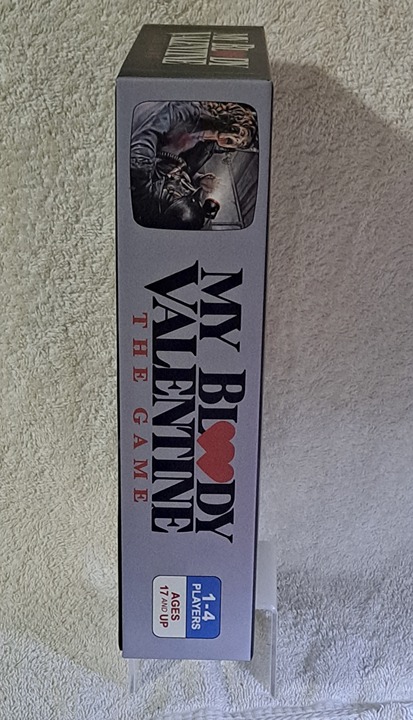 MY BLOODY
VALENTINE
THE GAME
1-4
PLAYERS
AGES
17 AND UP